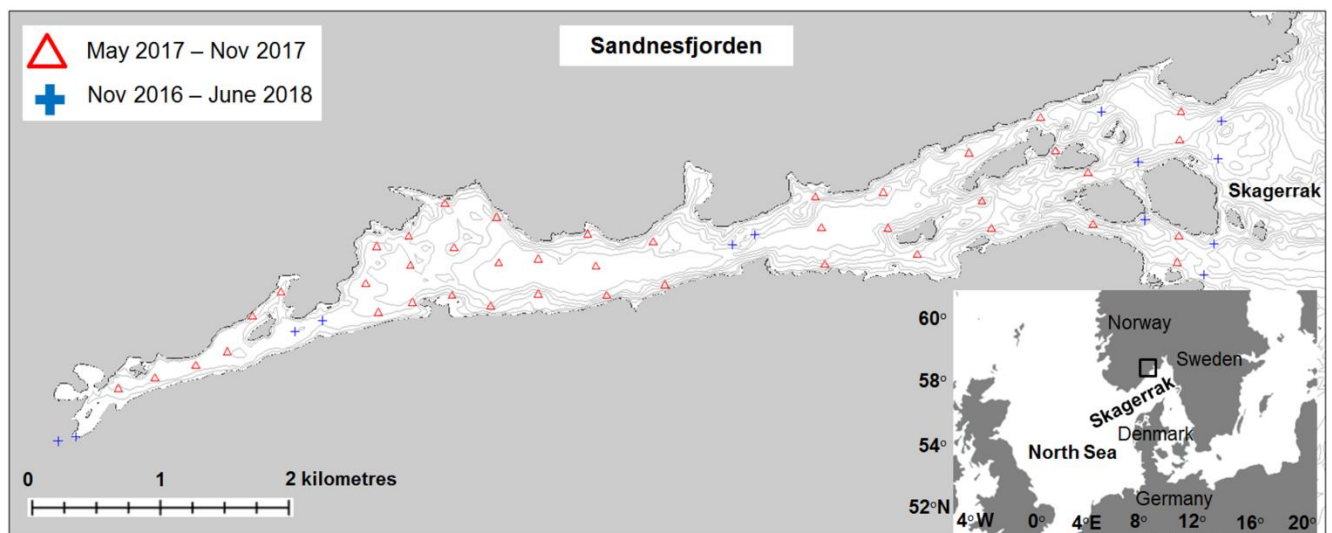 Sandnesfjorden
May 2017 – Nov 2017
Nov 2016 – June 2018
Skagerrak
0 1 2 kilometres
60°
58°
54°
52°N
Norway
Sweden
Skagerrak
Denmark
North Sea
Germany
4°W 0° 4°E 8° 12° 16° 20°